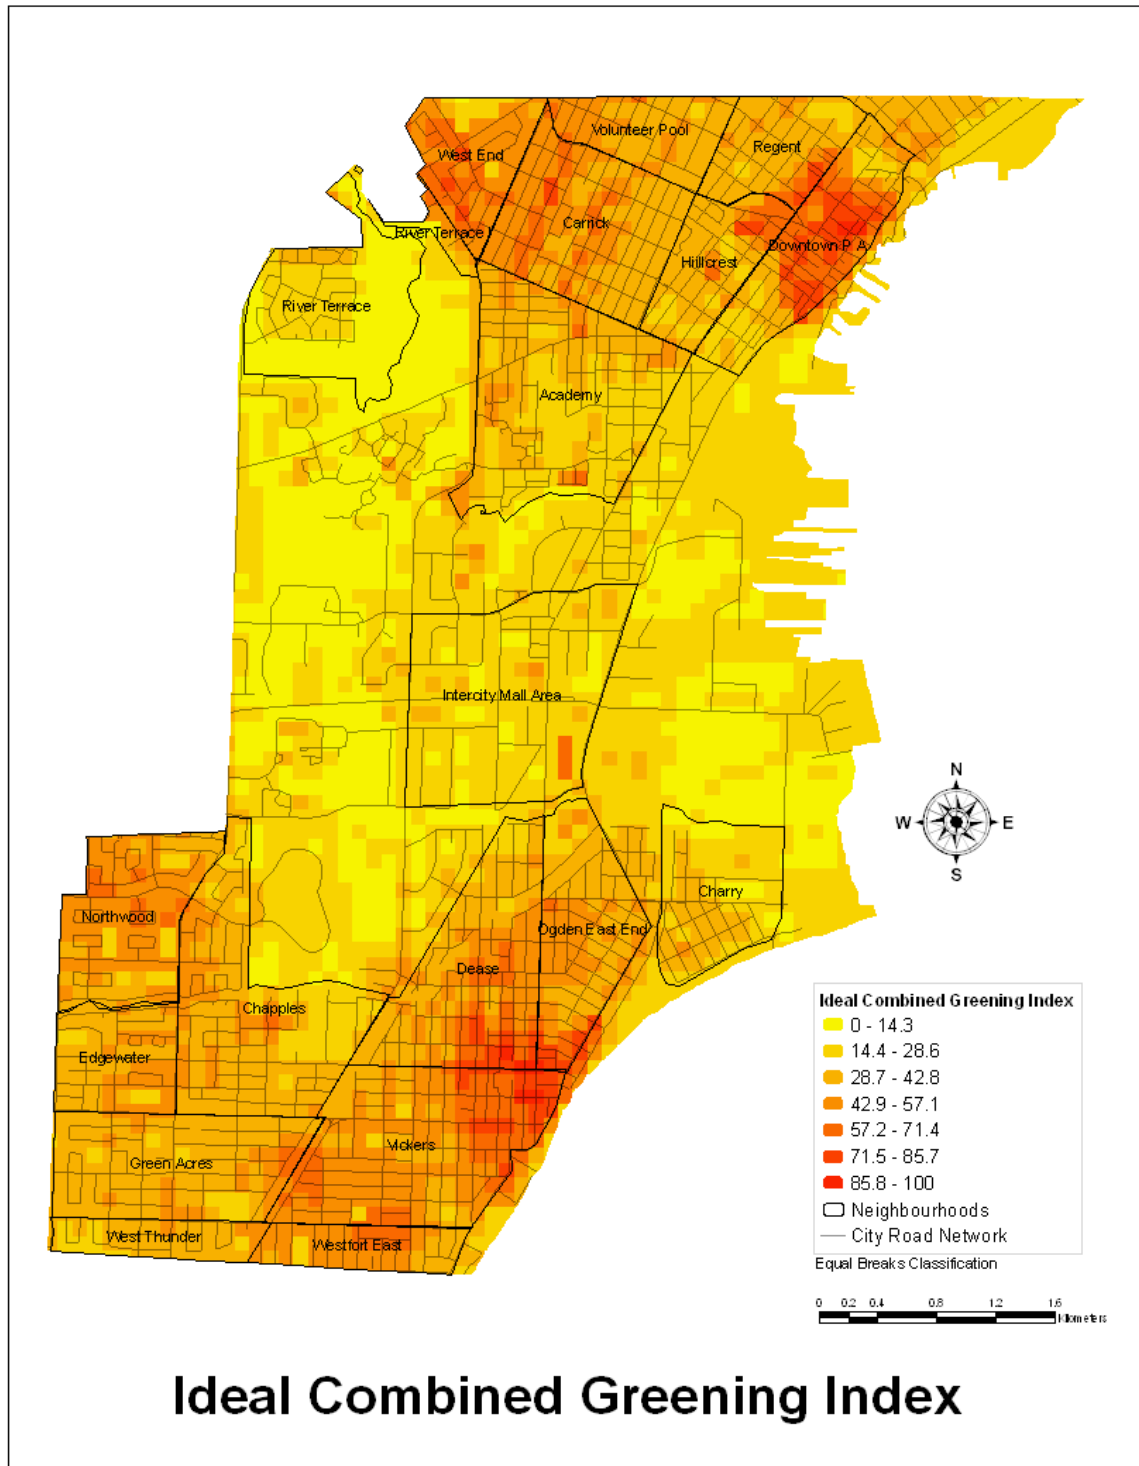 Volunteer Pool
Regent
West End
Carrick
River Terrace
Downtown P.A.
Hillcrest
River Terrace
Academy
Intercity Mall Area
Charry
Northwood
Ogden East End
Dease
Chapples
Edgewater
Vickers
Green Acres
West Thunder
Westfort East
N
W
E
S
Ideal Combined Greening Index
0 - 14.3
14.4 - 28.6
28.7 - 42.8
42.9 - 57.1
57.2 - 71.4
71.5 - 85.7
85.8 - 100
Neighbourhoods
City Road Network
Equal Breaks Classification
0 0.2 0.4 0.8 1.2 1.6
Kilometers
Ideal Combined Greening Index